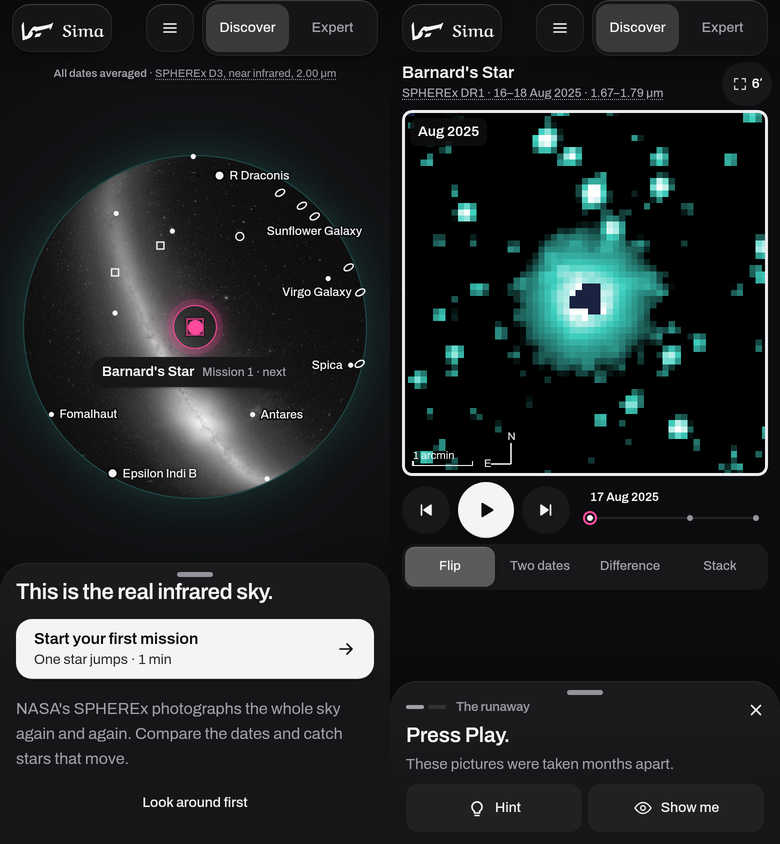 Sima
Discover
Expert
All dates averaged · SPHEREx D3, near infrared, 2.00 µm
R Draconis
Sunflower Galaxy
Virgo Galaxy
Barnard's Star Mission 1 · next
Spica
Fomalhaut
Antares
Epsilon Indi B
This is the real infrared sky.
Start your first mission
One star jumps · 1 min
NASA's SPHEREx photographs the whole sky
again and again. Compare the dates and catch
stars that move.
Look around first
Sima
Discover
Expert
Barnard's Star
SPHEREx DR1 · 16–18 Aug 2025 · 1.67–1.79 µm
6′
Aug 2025
N
1 arcmin
E
17 Aug 2025
Flip
Two dates
Difference
Stack
The runaway
Press Play.
These pictures were taken months apart.
Hint
Show me